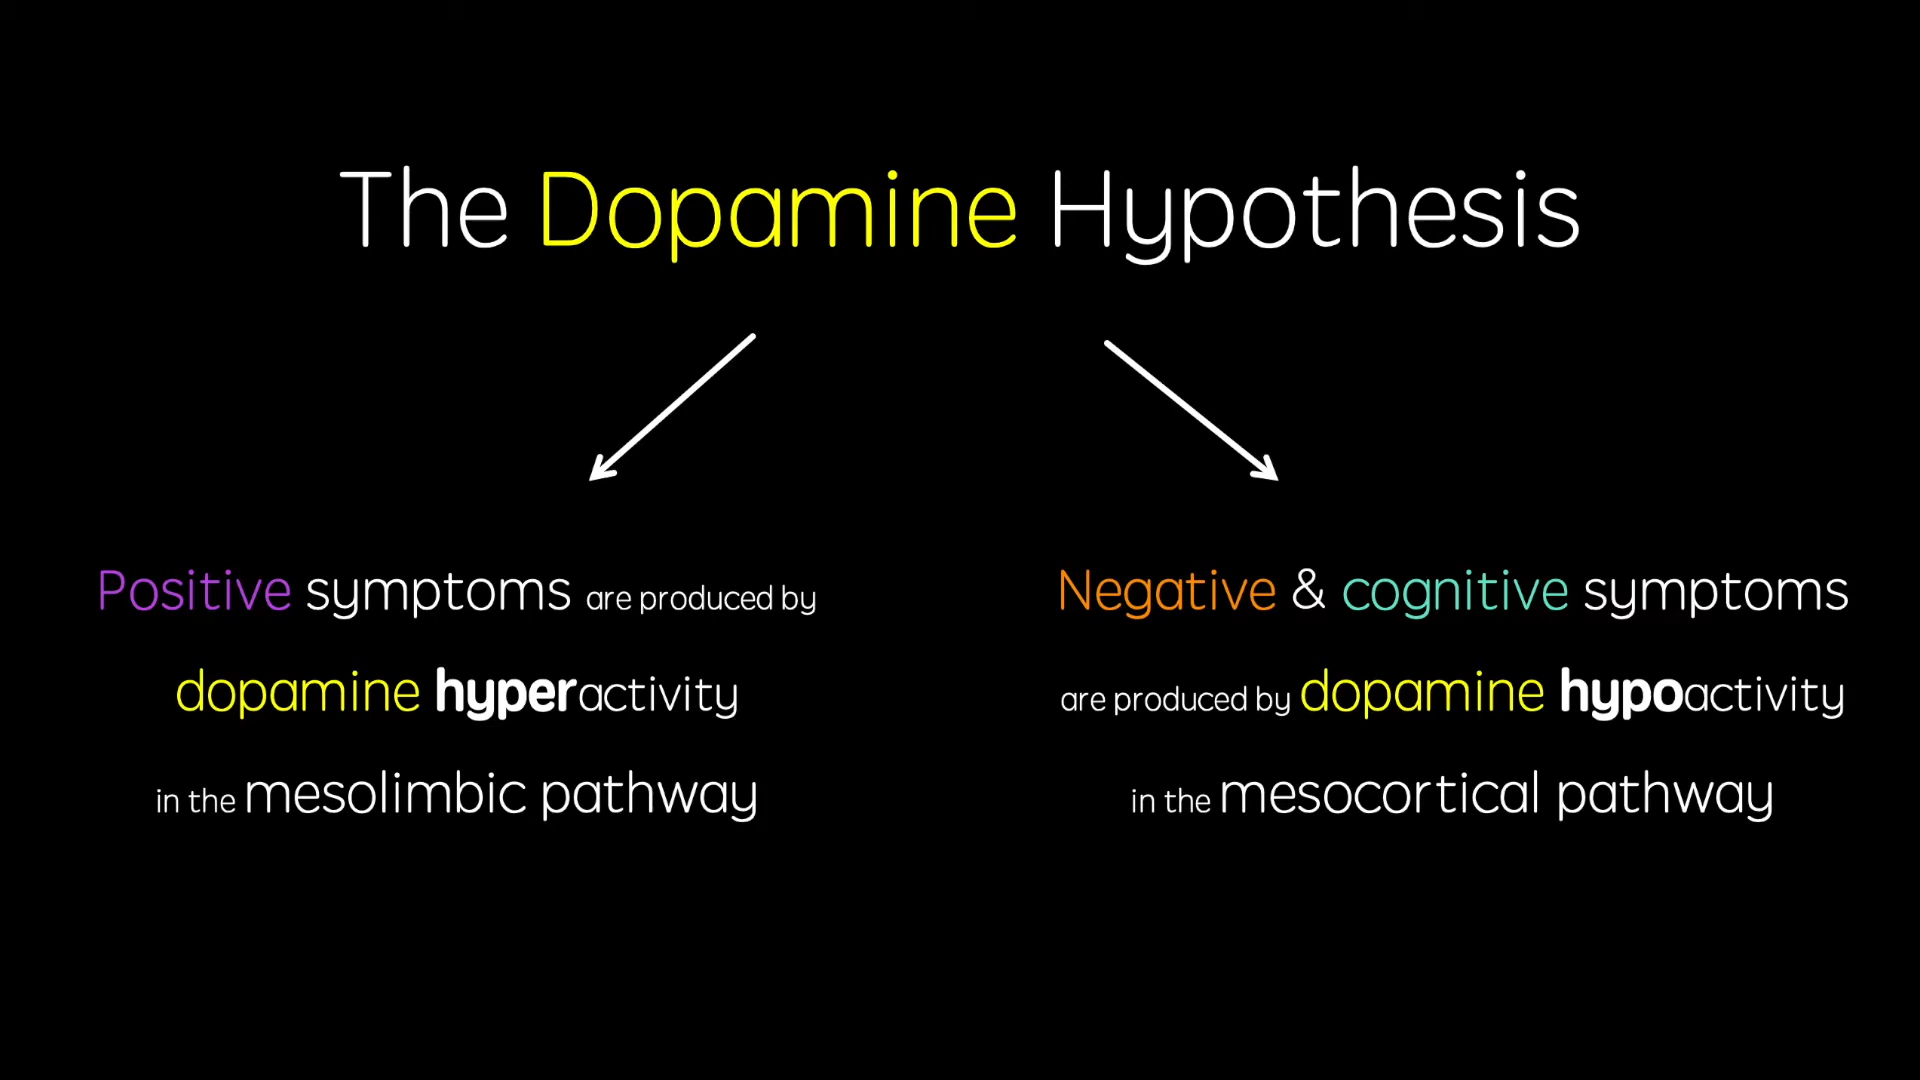 The Dopamine Hypothesis
Positive symptoms are produced by
dopamine hyperactivity
in the mesolimbic pathway
Negative & cognitive symptoms
are produced by dopamine hypoactivity
in the mesocortical pathway